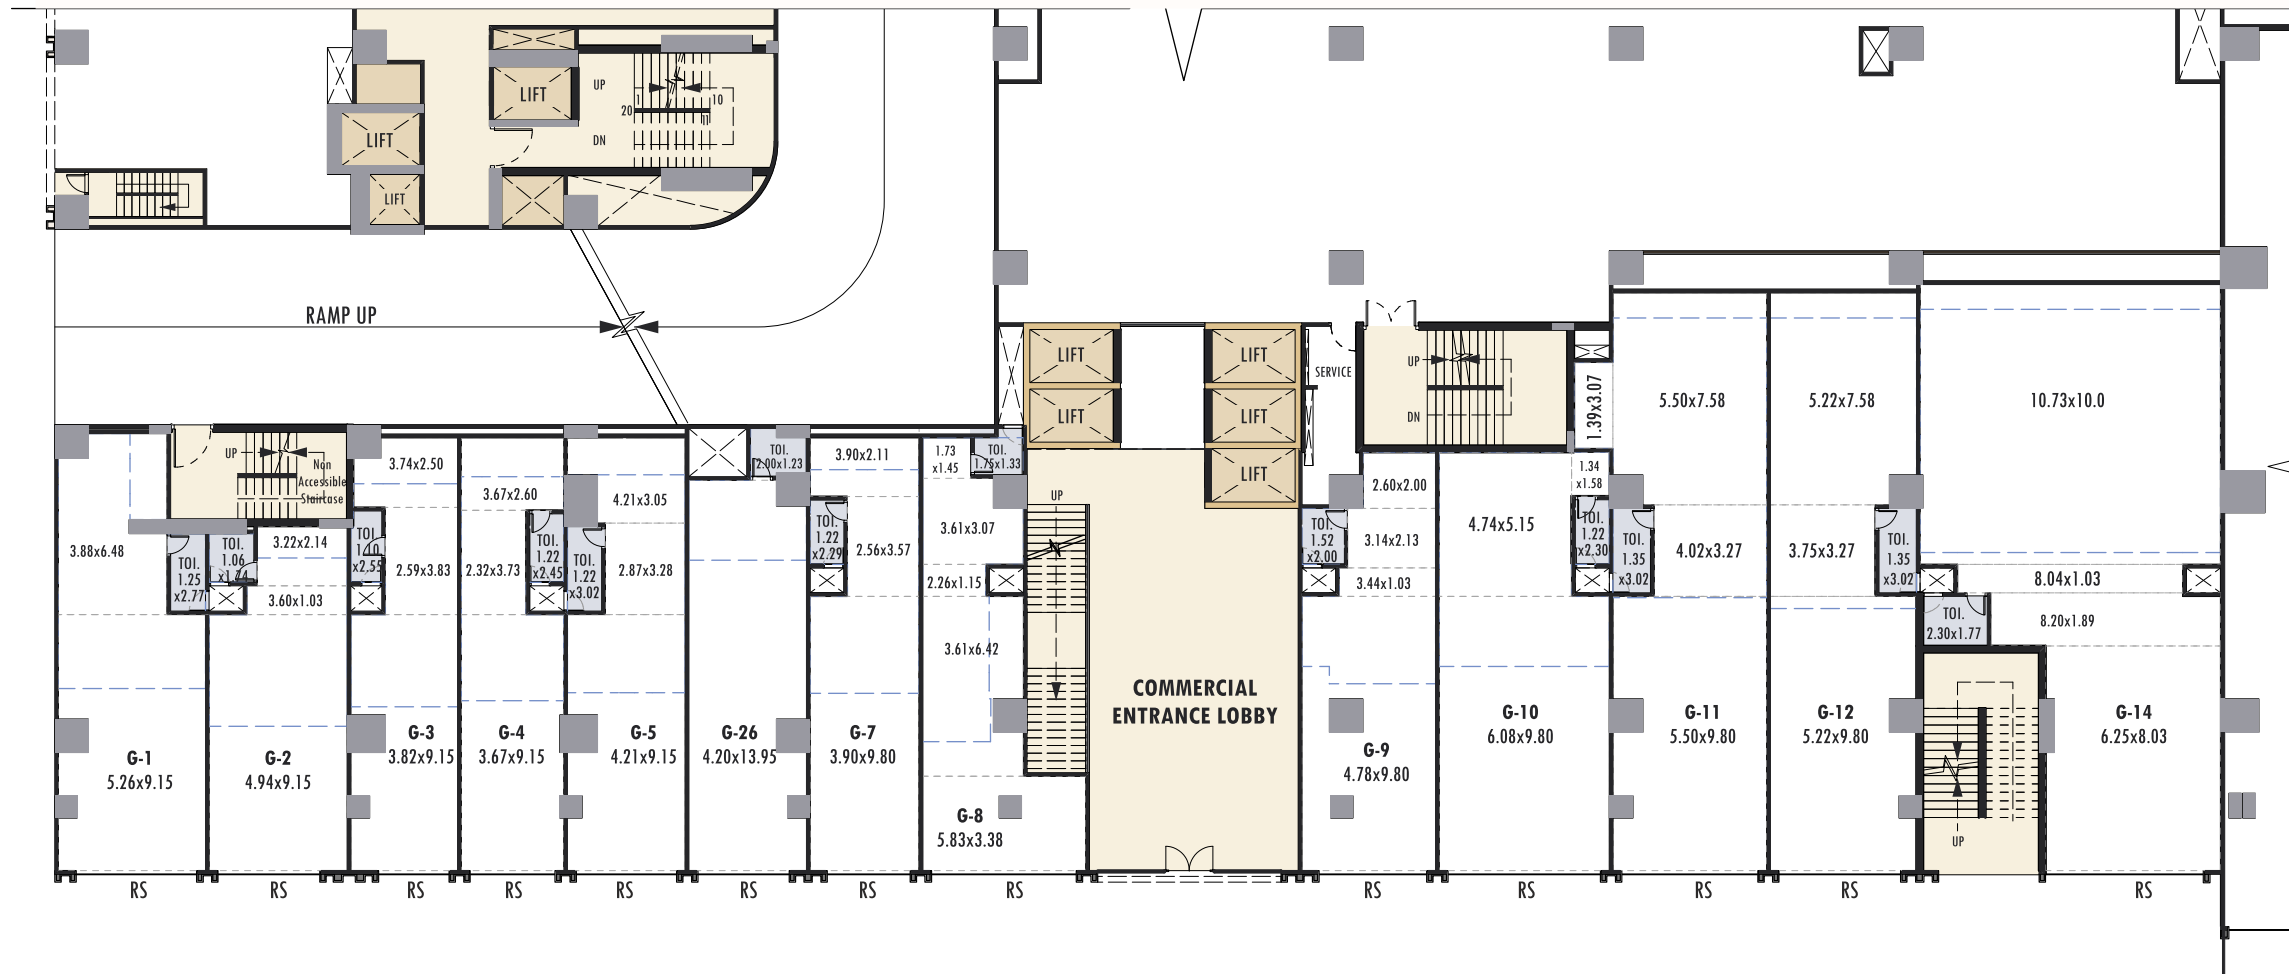 UP
1
10
20
11
DN
LIFT
LIFT
LIFT
RAMP UP
LIFT
LIFT
LIFT
LIFT
LIFT
SERVICE
UP
DN
1.39x3.07
5.50x7.58
5.22x7.58
10.73x10.0
UP
Non
Accessible
Staircase
3.74x2.50
3.67x2.60
4.21x3.05
TOI.
2.00x1.23
3.90x2.11
1.73
x1.45
TOI.
1.75x1.33
UP
2.60x2.00
4.74x5.15
1.34
x1.58
3.88x6.48
TOI.
1.25
x2.77
TOI.
1.06
3.22x2.14
3.60x1.03
TOI.
x2.55
2.59x3.83
2.32x3.73
TOI.
1.22
x2.45
TOI.
1.22
x3.02
2.87x3.28
TOI.
1.22
x2.29
2.56x3.57
3.61x3.07
2.26x1.15
3.61x6.42
TOI.
1.52
x2.00
3.14x2.13
3.44x1.03
TOI.
1.22
x2.30
TOI.
1.35
x3.02
4.02x3.27
3.75x3.27
TOI.
1.35
x3.02
8.04x1.03
TOI.
2.30x1.77
8.20x1.89
COMMERCIAL
ENTRANCE LOBBY
G-1
5.26x9.15
G-2
4.94x9.15
G-3
3.82x9.15
G-4
3.67x9.15
G-5
4.21x9.15
G-26
4.20x13.95
G-7
3.90x9.80
G-8
5.83x3.38
G-9
4.78x9.80
G-10
6.08x9.80
G-11
5.50x9.80
G-12
5.22x9.80
G-14
6.25x8.03
UP
RS
RS
RS
RS
RS
RS
RS
RS
RS
RS
RS
RS
RS